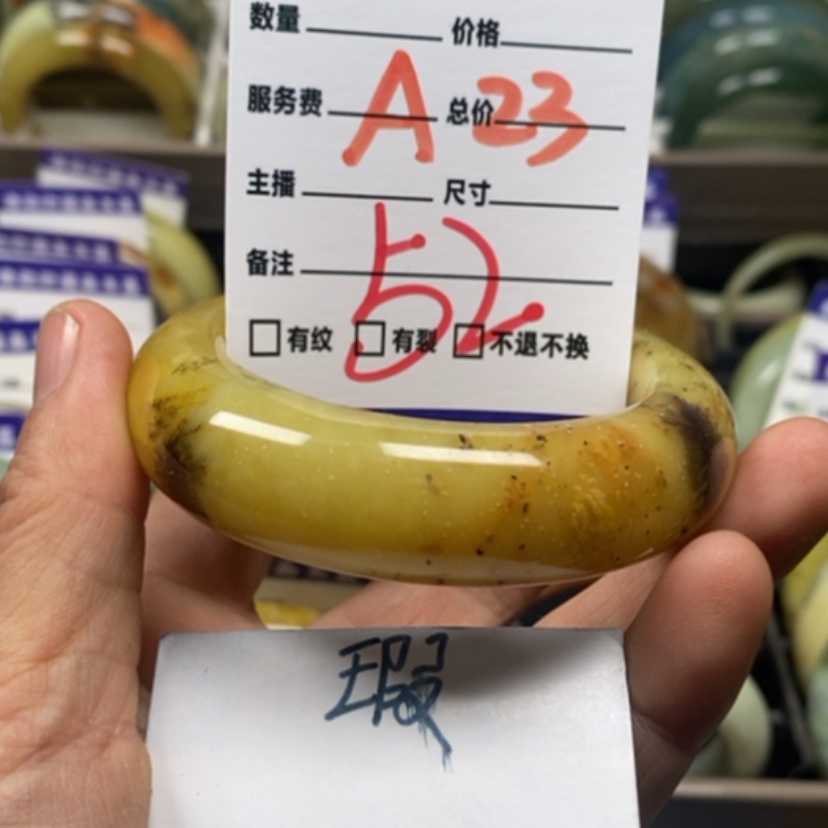 数量 价格
服务费 A 总价 23
主播 尺寸
备注 52
有纹 有裂 不退不换
瑕